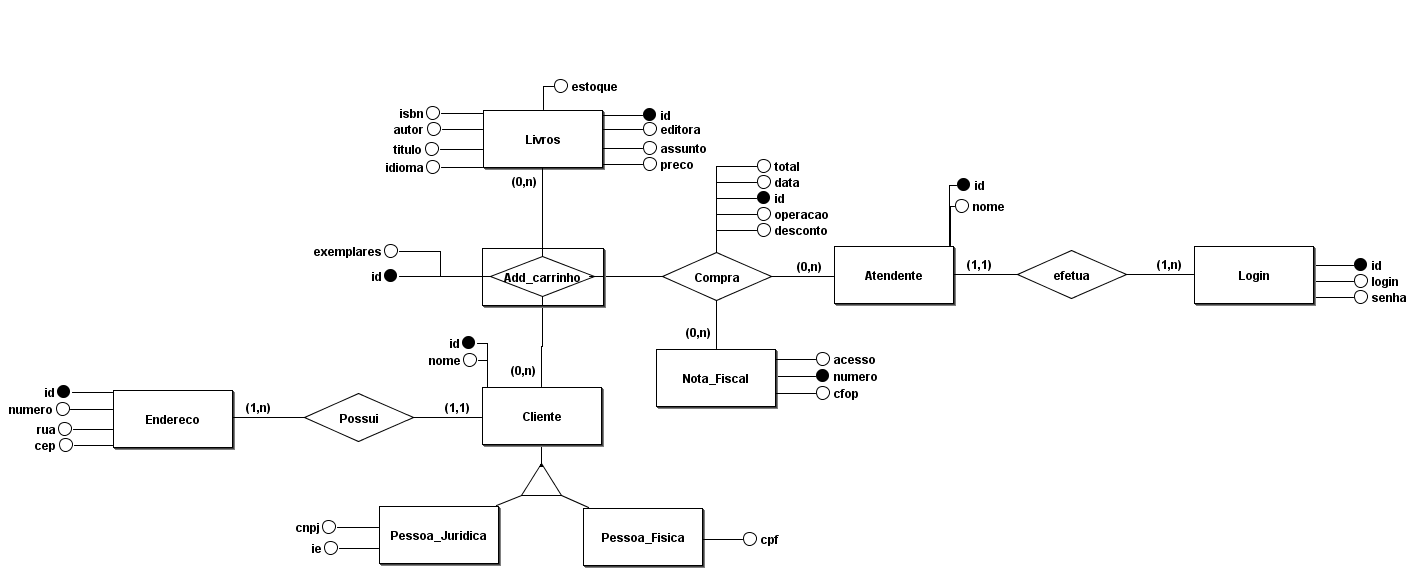 estoque
isbn
autor
titulo
idioma
Livros
id
editora
assunto
preco
(0,n)
total
data
id
operacao
desconto
id
nome
exemplares
id
Add_carrinho
Compra
(0,n)
Atendente
(1,1)
efetua
(1,n)
Login
id
login
senha
(0,n)
Nota_Fiscal
acesso
numero
cfop
id
nome
(0,n)
Cliente
id
numero
rua
cep
Endereco
(1,n)
Possui
(1,1)
cnpj
ie
Pessoa_Juridica
Pessoa_Fisica
cpf